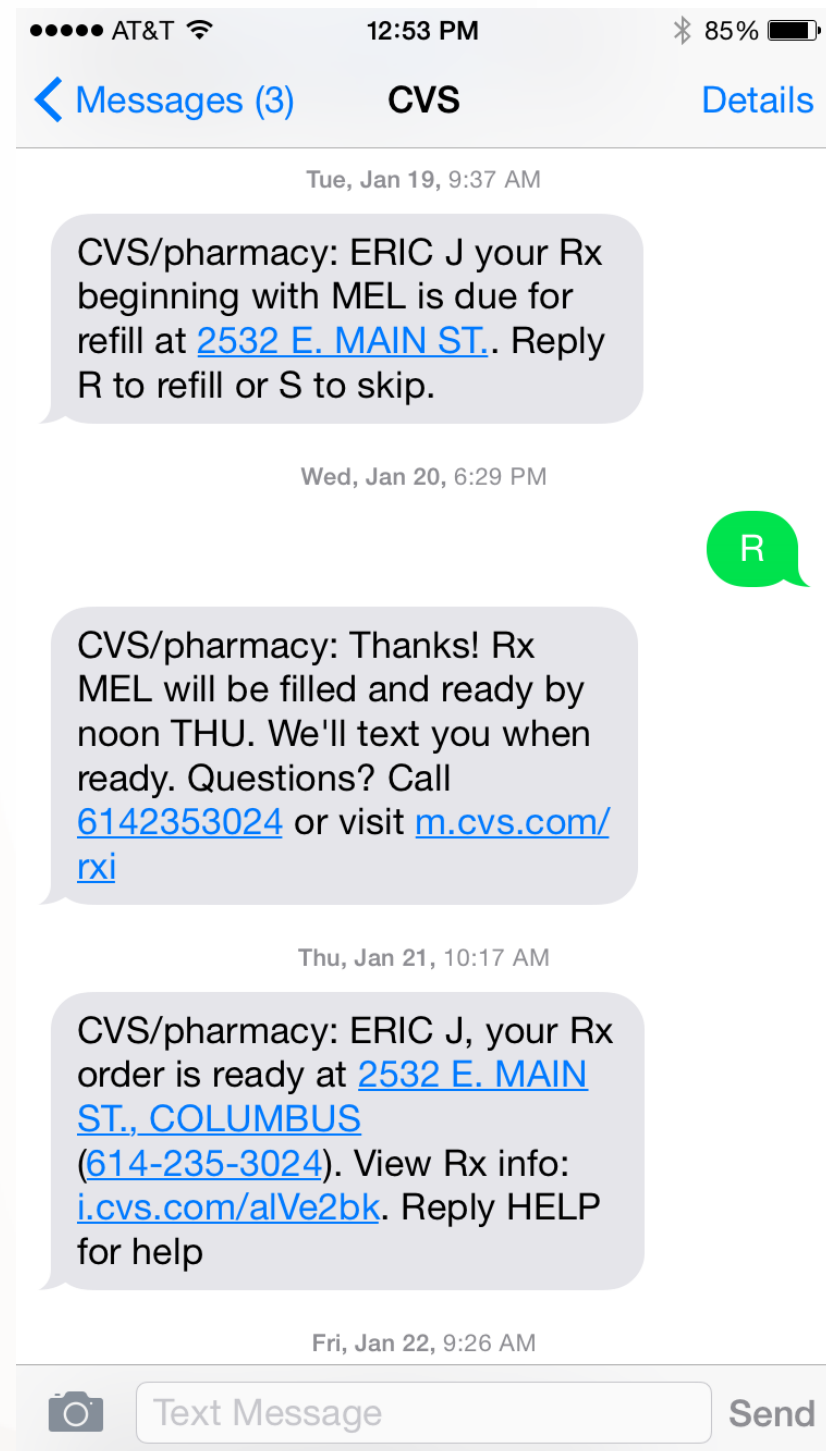 AT&T 12:53 PM 85%
Messages (3) CVS Details
Tue, Jan 19, 9:37 AM
CVS/pharmacy: ERIC J your Rx
beginning with MEL is due for
refill at 2532 E. MAIN ST.. Reply
R to refill or S to skip.
Wed, Jan 20, 6:29 PM
R
CVS/pharmacy: Thanks! Rx
MEL will be filled and ready by
noon THU. We'll text you when
ready. Questions? Call
6142353024 or visit m.cvs.com/
rxi
Thu, Jan 21, 10:17 AM
CVS/pharmacy: ERIC J, your Rx
order is ready at 2532 E. MAIN
ST., COLUMBUS
(614-235-3024). View Rx info:
i.cvs.com/alVe2bk. Reply HELP
for help
Fri, Jan 22, 9:26 AM
Text Message Send